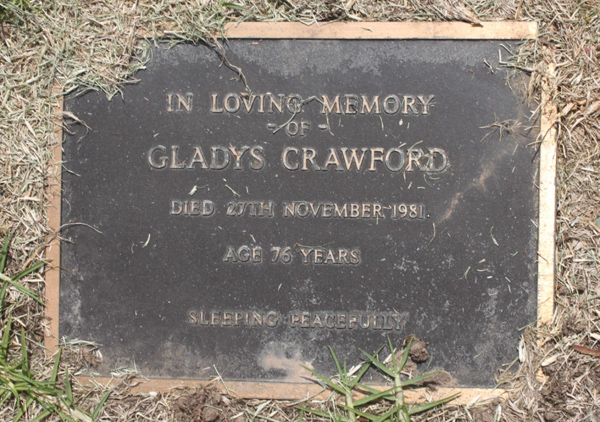 IN LOVING MEMORY
- OF -
GLADYS CRAWFORD
DIED 27TH NOVEMBER 1981.
AGE 76 YEARS
SLEEPING PEACEFULLY